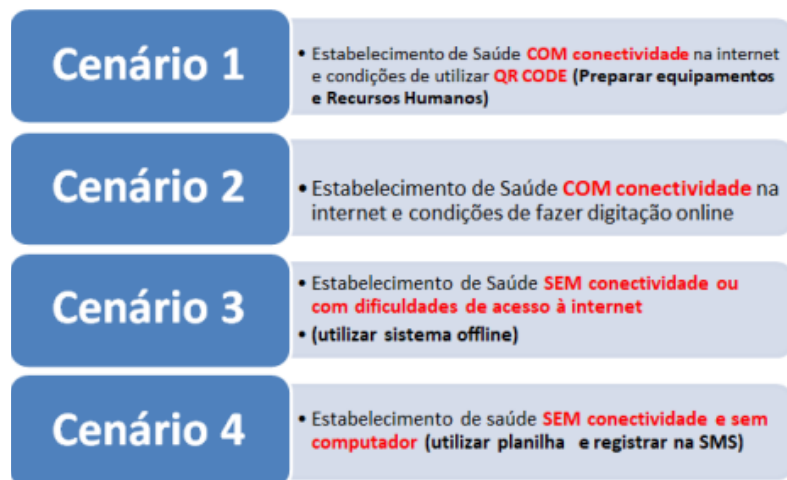 Cenário 1
• Estabelecimento de Saúde COM conectividade na internet
e condições de utilizar QR CODE (Preparar equipamentos
e Recursos Humanos)
Cenário 2
• Estabelecimento de Saúde COM conectividade na
internet e condições de fazer digitação online
Cenário 3
• Estabelecimento de Saúde SEM conectividade ou
com dificuldades de acesso à internet
• (utilizar sistema offline)
Cenário 4
• Estabelecimento de saúde SEM conectividade e sem
computador (utilizar planilha e registrar na SMS)